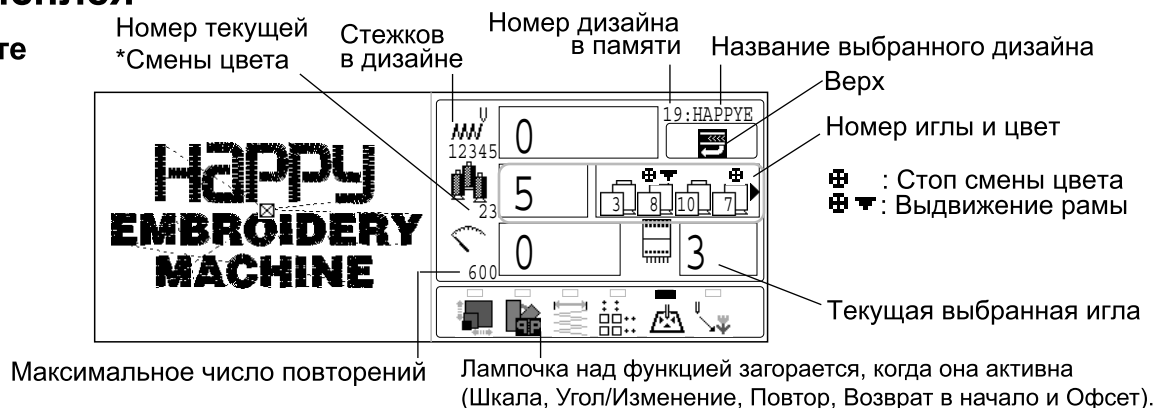 те
Номер текущей
*Смены цвета
Стежков
в дизайне
Номер дизайна
в памяти
Название выбранного дизайна
Верх
Номер иглы и цвет
: Стоп смены цвета
: Выдвижение рамы
HAPPY
EMBROIDERY
MACHINE
19:HAPPYE
12345
0
23
5
3 8 10 7
600
0
3
Текущая выбранная игла
Максимальное число повторений
Лампочка над функцией загорается, когда она активна
(Шкала, Угол/Изменение, Повтор, Возврат в начало и Офсет).